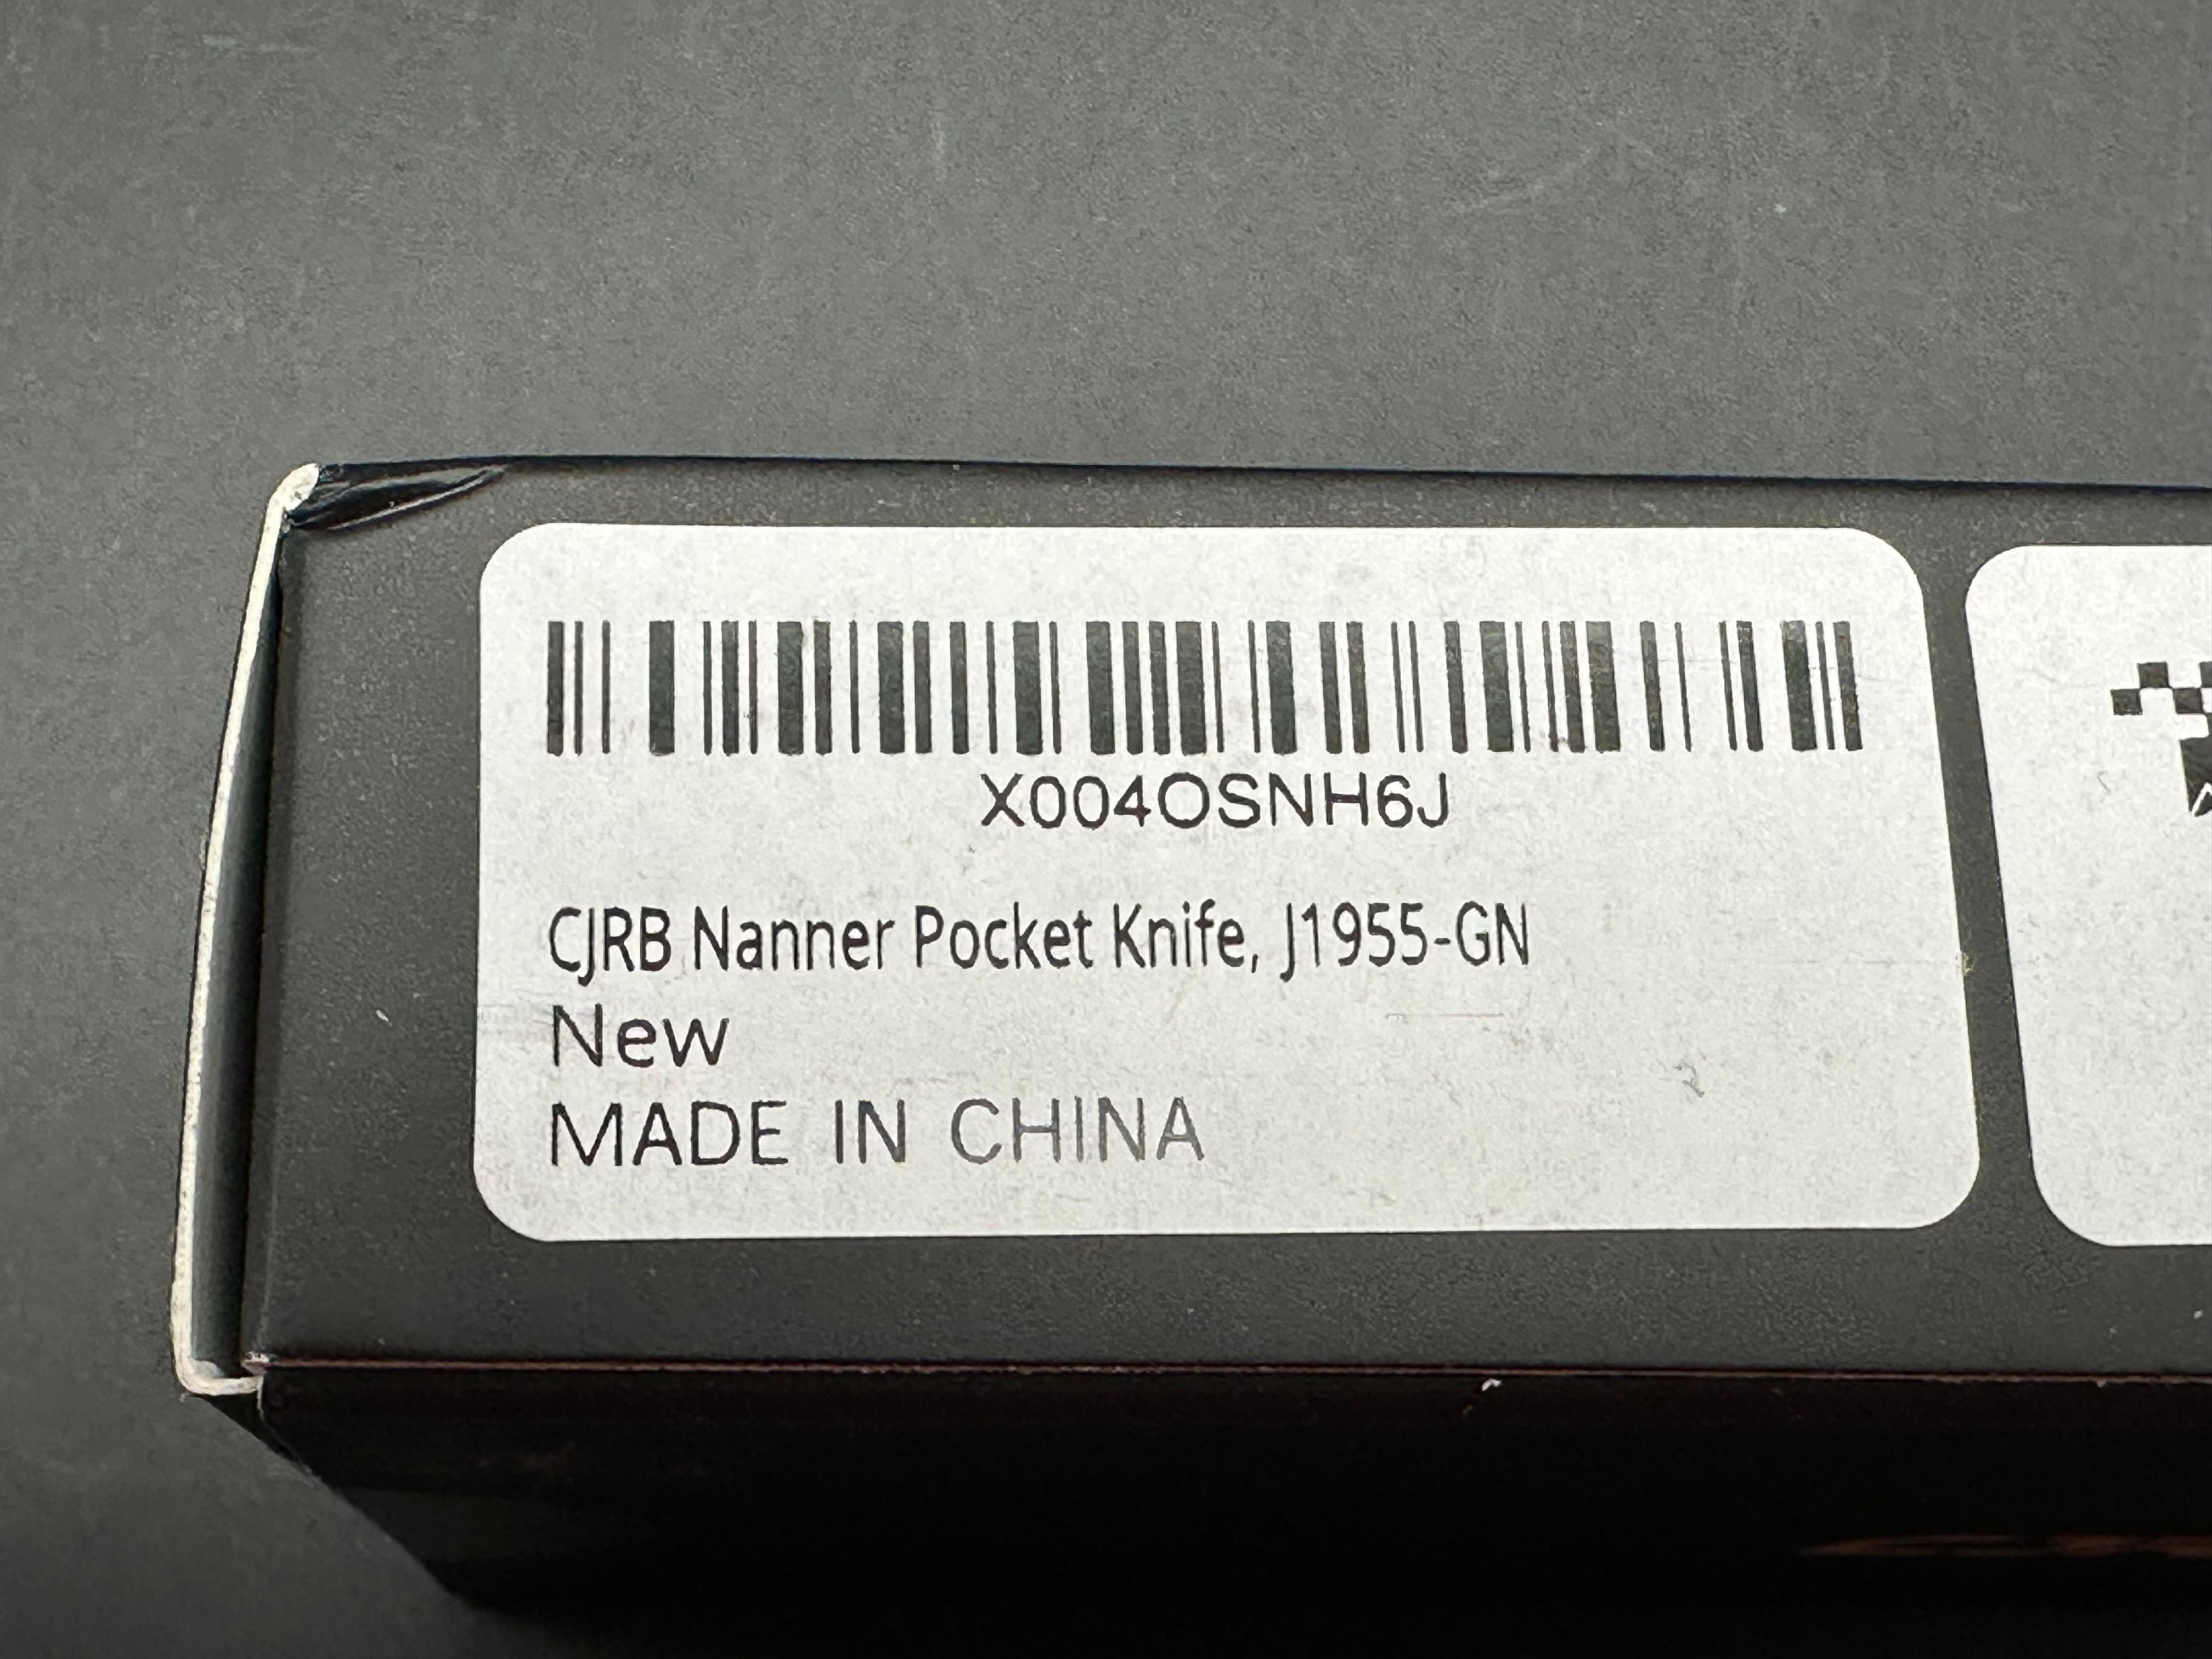 X004OSNH6J
CJRB Nanner Pocket Knife, J1955-GN
New
MADE IN CHINA